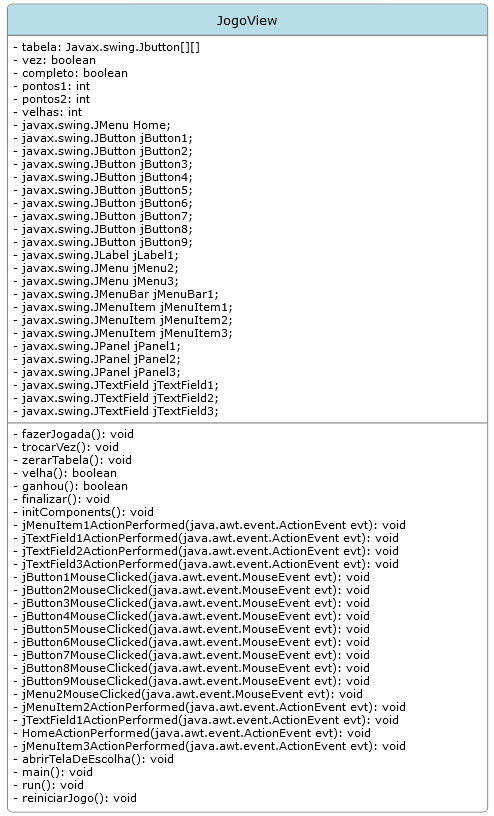 JogoView
- tabela: Javax.swing.Jbutton[][]
- vez: boolean
- completo: boolean
- pontos1: int
- pontos2: int
- velhas: int
- javax.swing.JMenu Home;
- javax.swing.JButton jButton1;
- javax.swing.JButton jButton2;
- javax.swing.JButton jButton3;
- javax.swing.JButton jButton4;
- javax.swing.JButton jButton5;
- javax.swing.JButton jButton6;
- javax.swing.JButton jButton7;
- javax.swing.JButton jButton8;
- javax.swing.JButton jButton9;
- javax.swing.JLabel jLabel1;
- javax.swing.JMenu jMenu2;
- javax.swing.JMenu jMenu3;
- javax.swing.JMenuBar jMenuBar1;
- javax.swing.JMenuItem jMenuItem1;
- javax.swing.JMenuItem jMenuItem2;
- javax.swing.JMenuItem jMenuItem3;
- javax.swing.JPanel jPanel1;
- javax.swing.JPanel jPanel2;
- javax.swing.JPanel jPanel3;
- javax.swing.JTextField jTextField1;
- javax.swing.JTextField jTextField2;
- javax.swing.JTextField jTextField3;
- fazerJogada(): void
- trocarVez(): void
- zerarTabela(): void
- velha(): boolean
- ganhou(): boolean
- finalizar(): void
- initComponents(): void
- jMenuItem1ActionPerformed(java.awt.event.ActionEvent evt): void
- jTextField1ActionPerformed(java.awt.event.ActionEvent evt): void
- jTextField2ActionPerformed(java.awt.event.ActionEvent evt): void
- jTextField3ActionPerformed(java.awt.event.ActionEvent evt): void
- jButton1MouseClicked(java.awt.event.MouseEvent evt): void
- jButton2MouseClicked(java.awt.event.MouseEvent evt): void
- jButton3MouseClicked(java.awt.event.MouseEvent evt): void
- jButton4MouseClicked(java.awt.event.MouseEvent evt): void
- jButton5MouseClicked(java.awt.event.MouseEvent evt): void
- jButton6MouseClicked(java.awt.event.MouseEvent evt): void
- jButton7MouseClicked(java.awt.event.MouseEvent evt): void
- jButton8MouseClicked(java.awt.event.MouseEvent evt): void
- jButton9MouseClicked(java.awt.event.MouseEvent evt): void
- jMenu2MouseClicked(java.awt.event.MouseEvent evt): void
- jMenuItem2ActionPerformed(java.awt.event.ActionEvent evt): void
- jTextField1ActionPerformed(java.awt.event.ActionEvent evt): void
- HomeActionPerformed(java.awt.event.ActionEvent evt): void
- jMenuItem3ActionPerformed(java.awt.event.ActionEvent evt): void
- abrirTelaDeEscolha(): void
- main(): void
- run(): void
- reiniciarJogo(): void